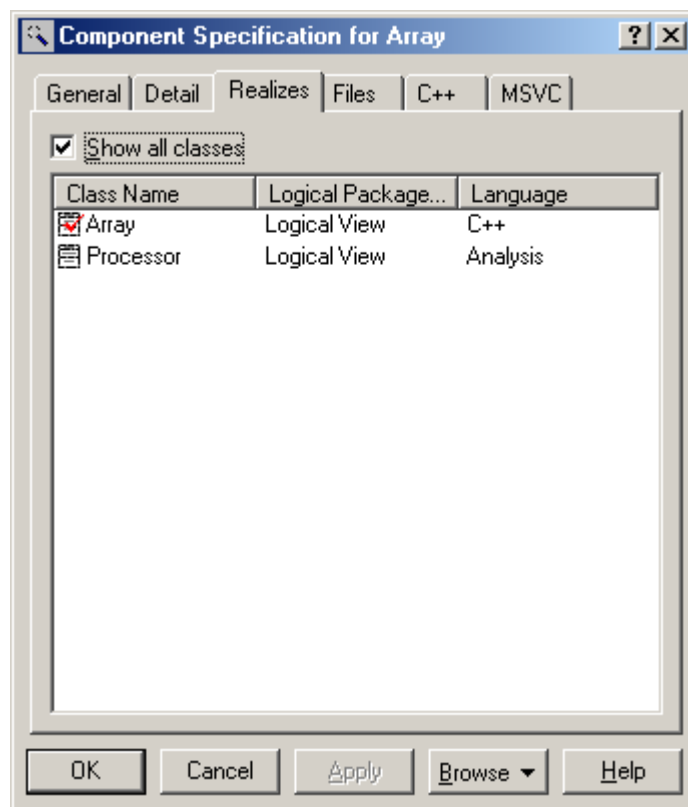 Component Specification for Array
General Detail Realizes Files C++ MSVC
Show all classes
Class Name Logical Package... Language
Array Logical View C++
Processor Logical View Analysis
OK Cancel Apply Browse Help